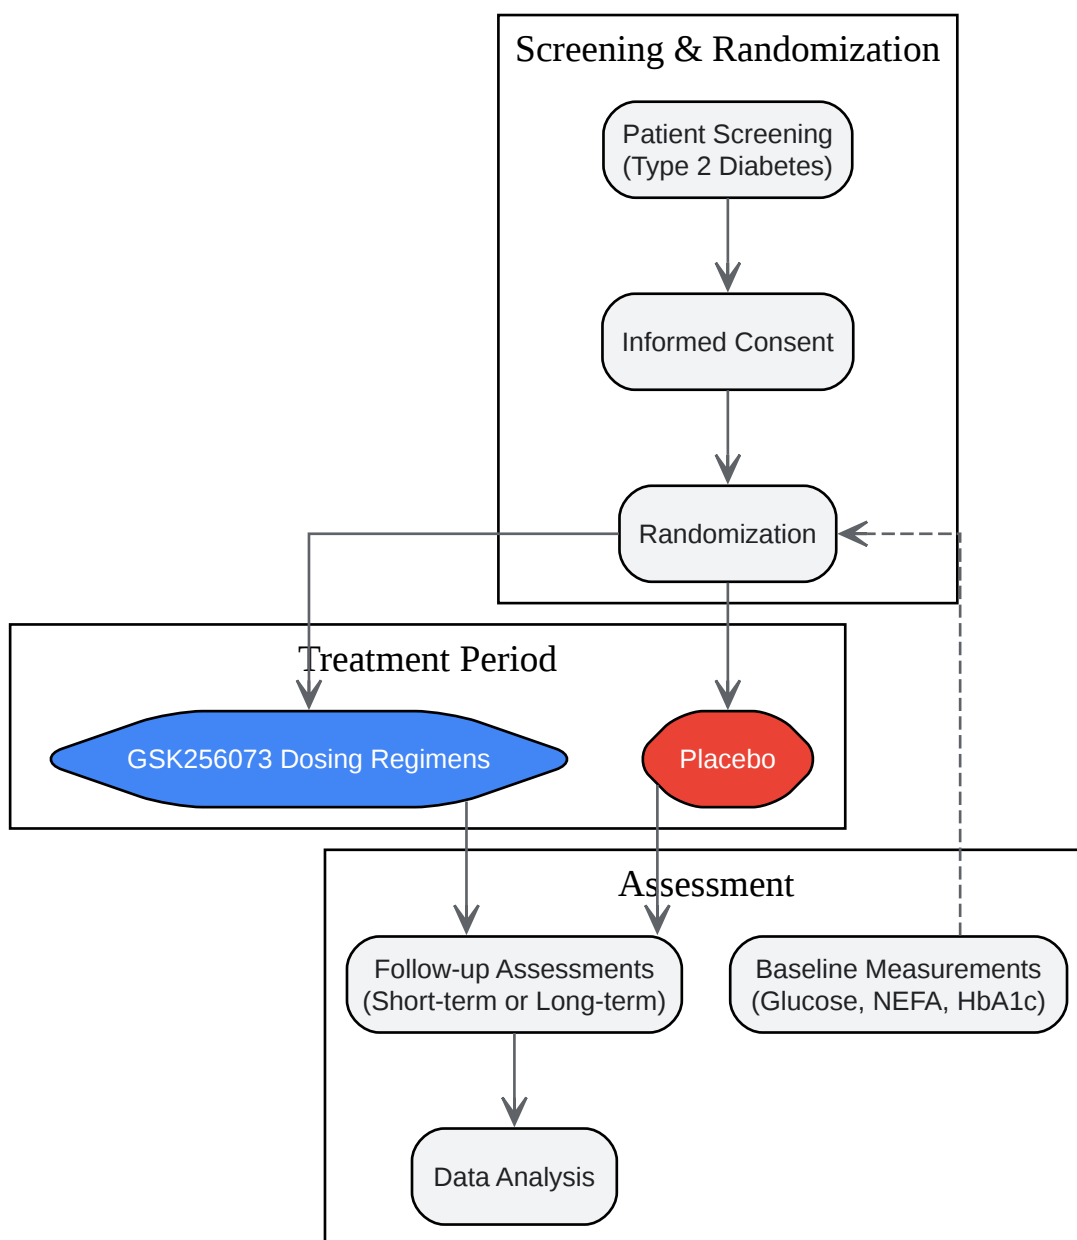 Screening & Randomization
Patient Screening
(Type 2 Diabetes)
Informed Consent
Randomization
Treatment Period
GSK256073 Dosing Regimens
Placebo
Assessment
Follow-up Assessments
(Short-term or Long-term)
Baseline Measurements
(Glucose, NEFA, HbA1c)
Data Analysis